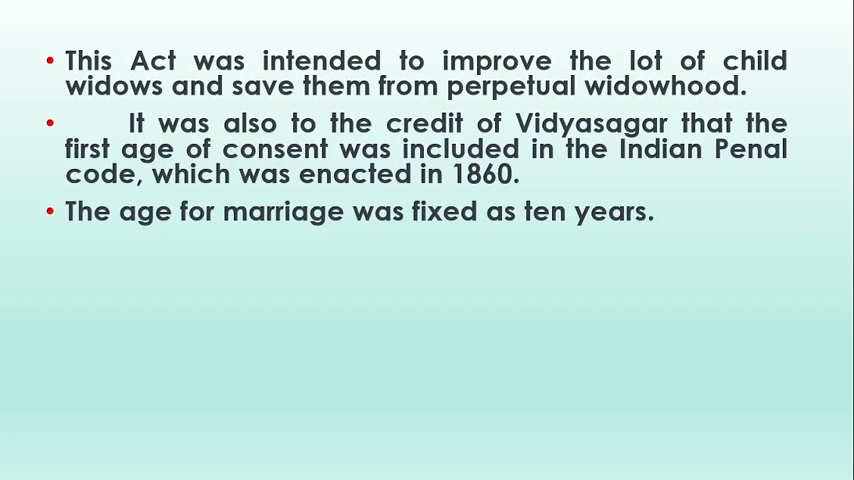 • This Act was intended to improve the lot of child
widows and save them from perpetual widowhood.
• It was also to the credit of Vidyasagar that the
first age of consent was included in the Indian Penal
code, which was enacted in 1860.
• The age for marriage was fixed as ten years.